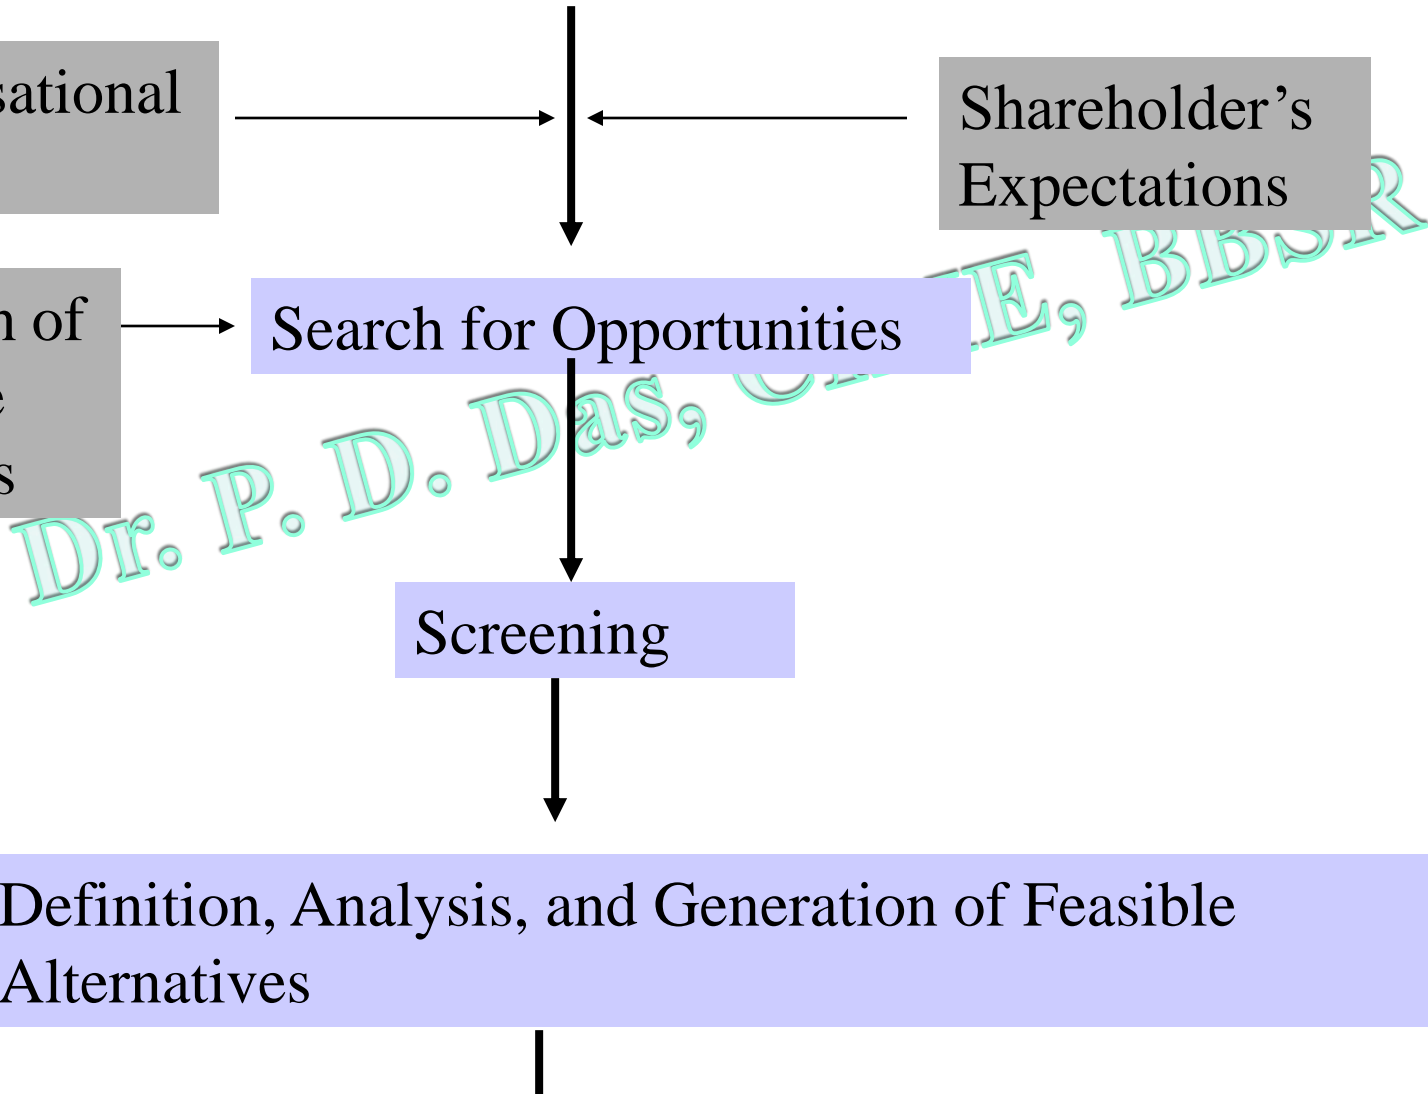 sational
Shareholder’s
Expectations
n of
e
s
Search for Opportunities
Dr. P. D. Das, BBSR
Screening
Definition, Analysis, and Generation of Feasible
Alternatives